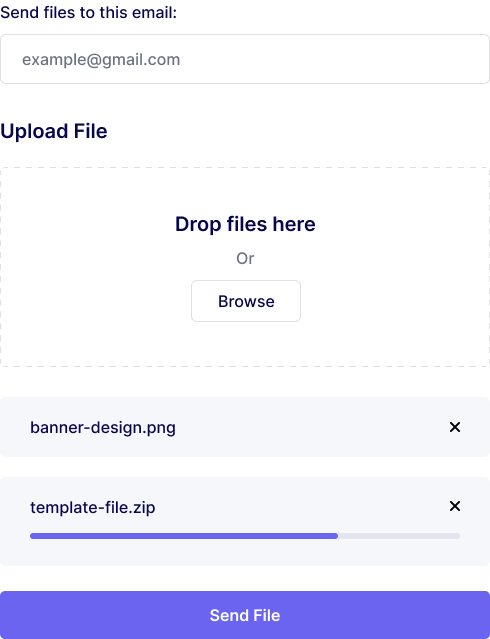 Send files to this email:
example@gmail.com
Upload File
Drop files here
Or
Browse
banner-design.png
template-file.zip
Send File